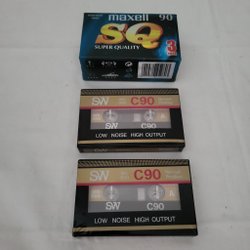 maxell 90
SQ
SUPER QUALITY
3
SW C90
A
SW C90
LOW NOISE HIGH OUTPUT
SW C90
A
SW C90
LOW NOISE HIGH OUTPUT